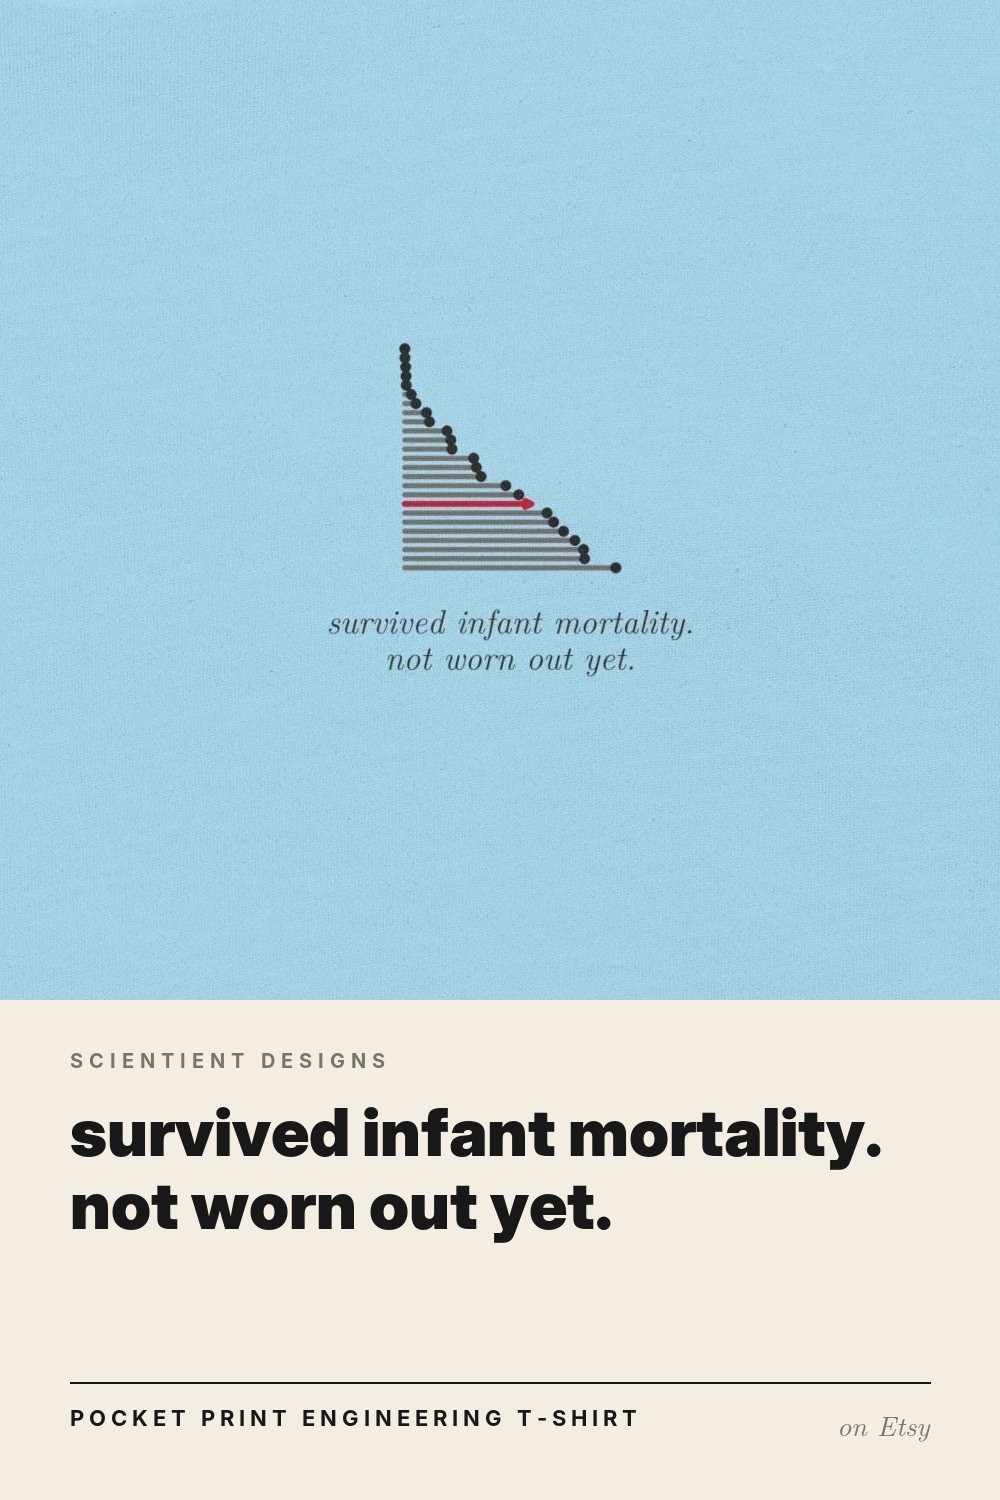 survived infant mortality.
not worn out yet.
SCIENTIENT DESIGNS
survived infant mortality.
not worn out yet.
POCKET PRINT ENGINEERING T-SHIRT
on Etsy